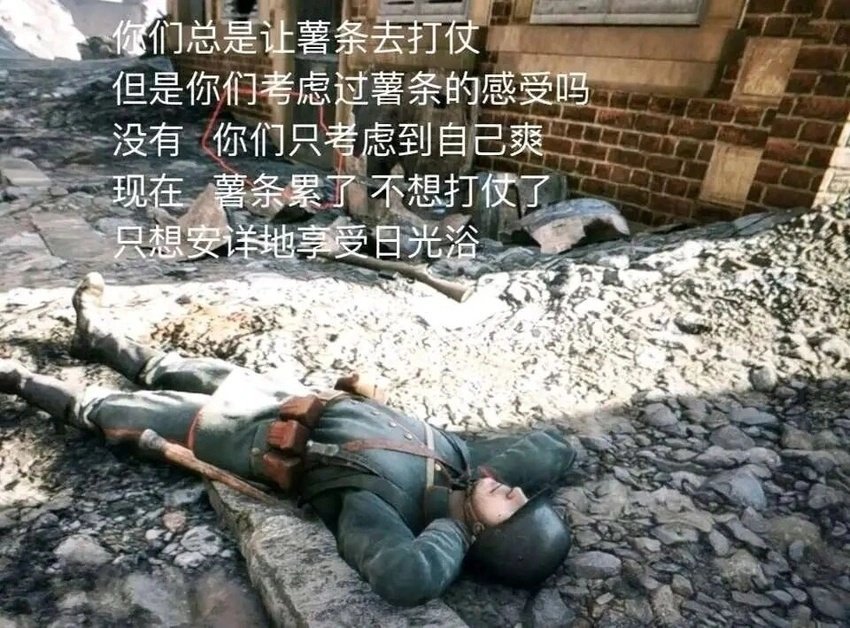 你们总是让薯条去打仗
但是你们考虑过薯条的感受吗
没有 你们只考虑到自己爽
现在 薯条累了 不想打仗了
只想安详地享受日光浴